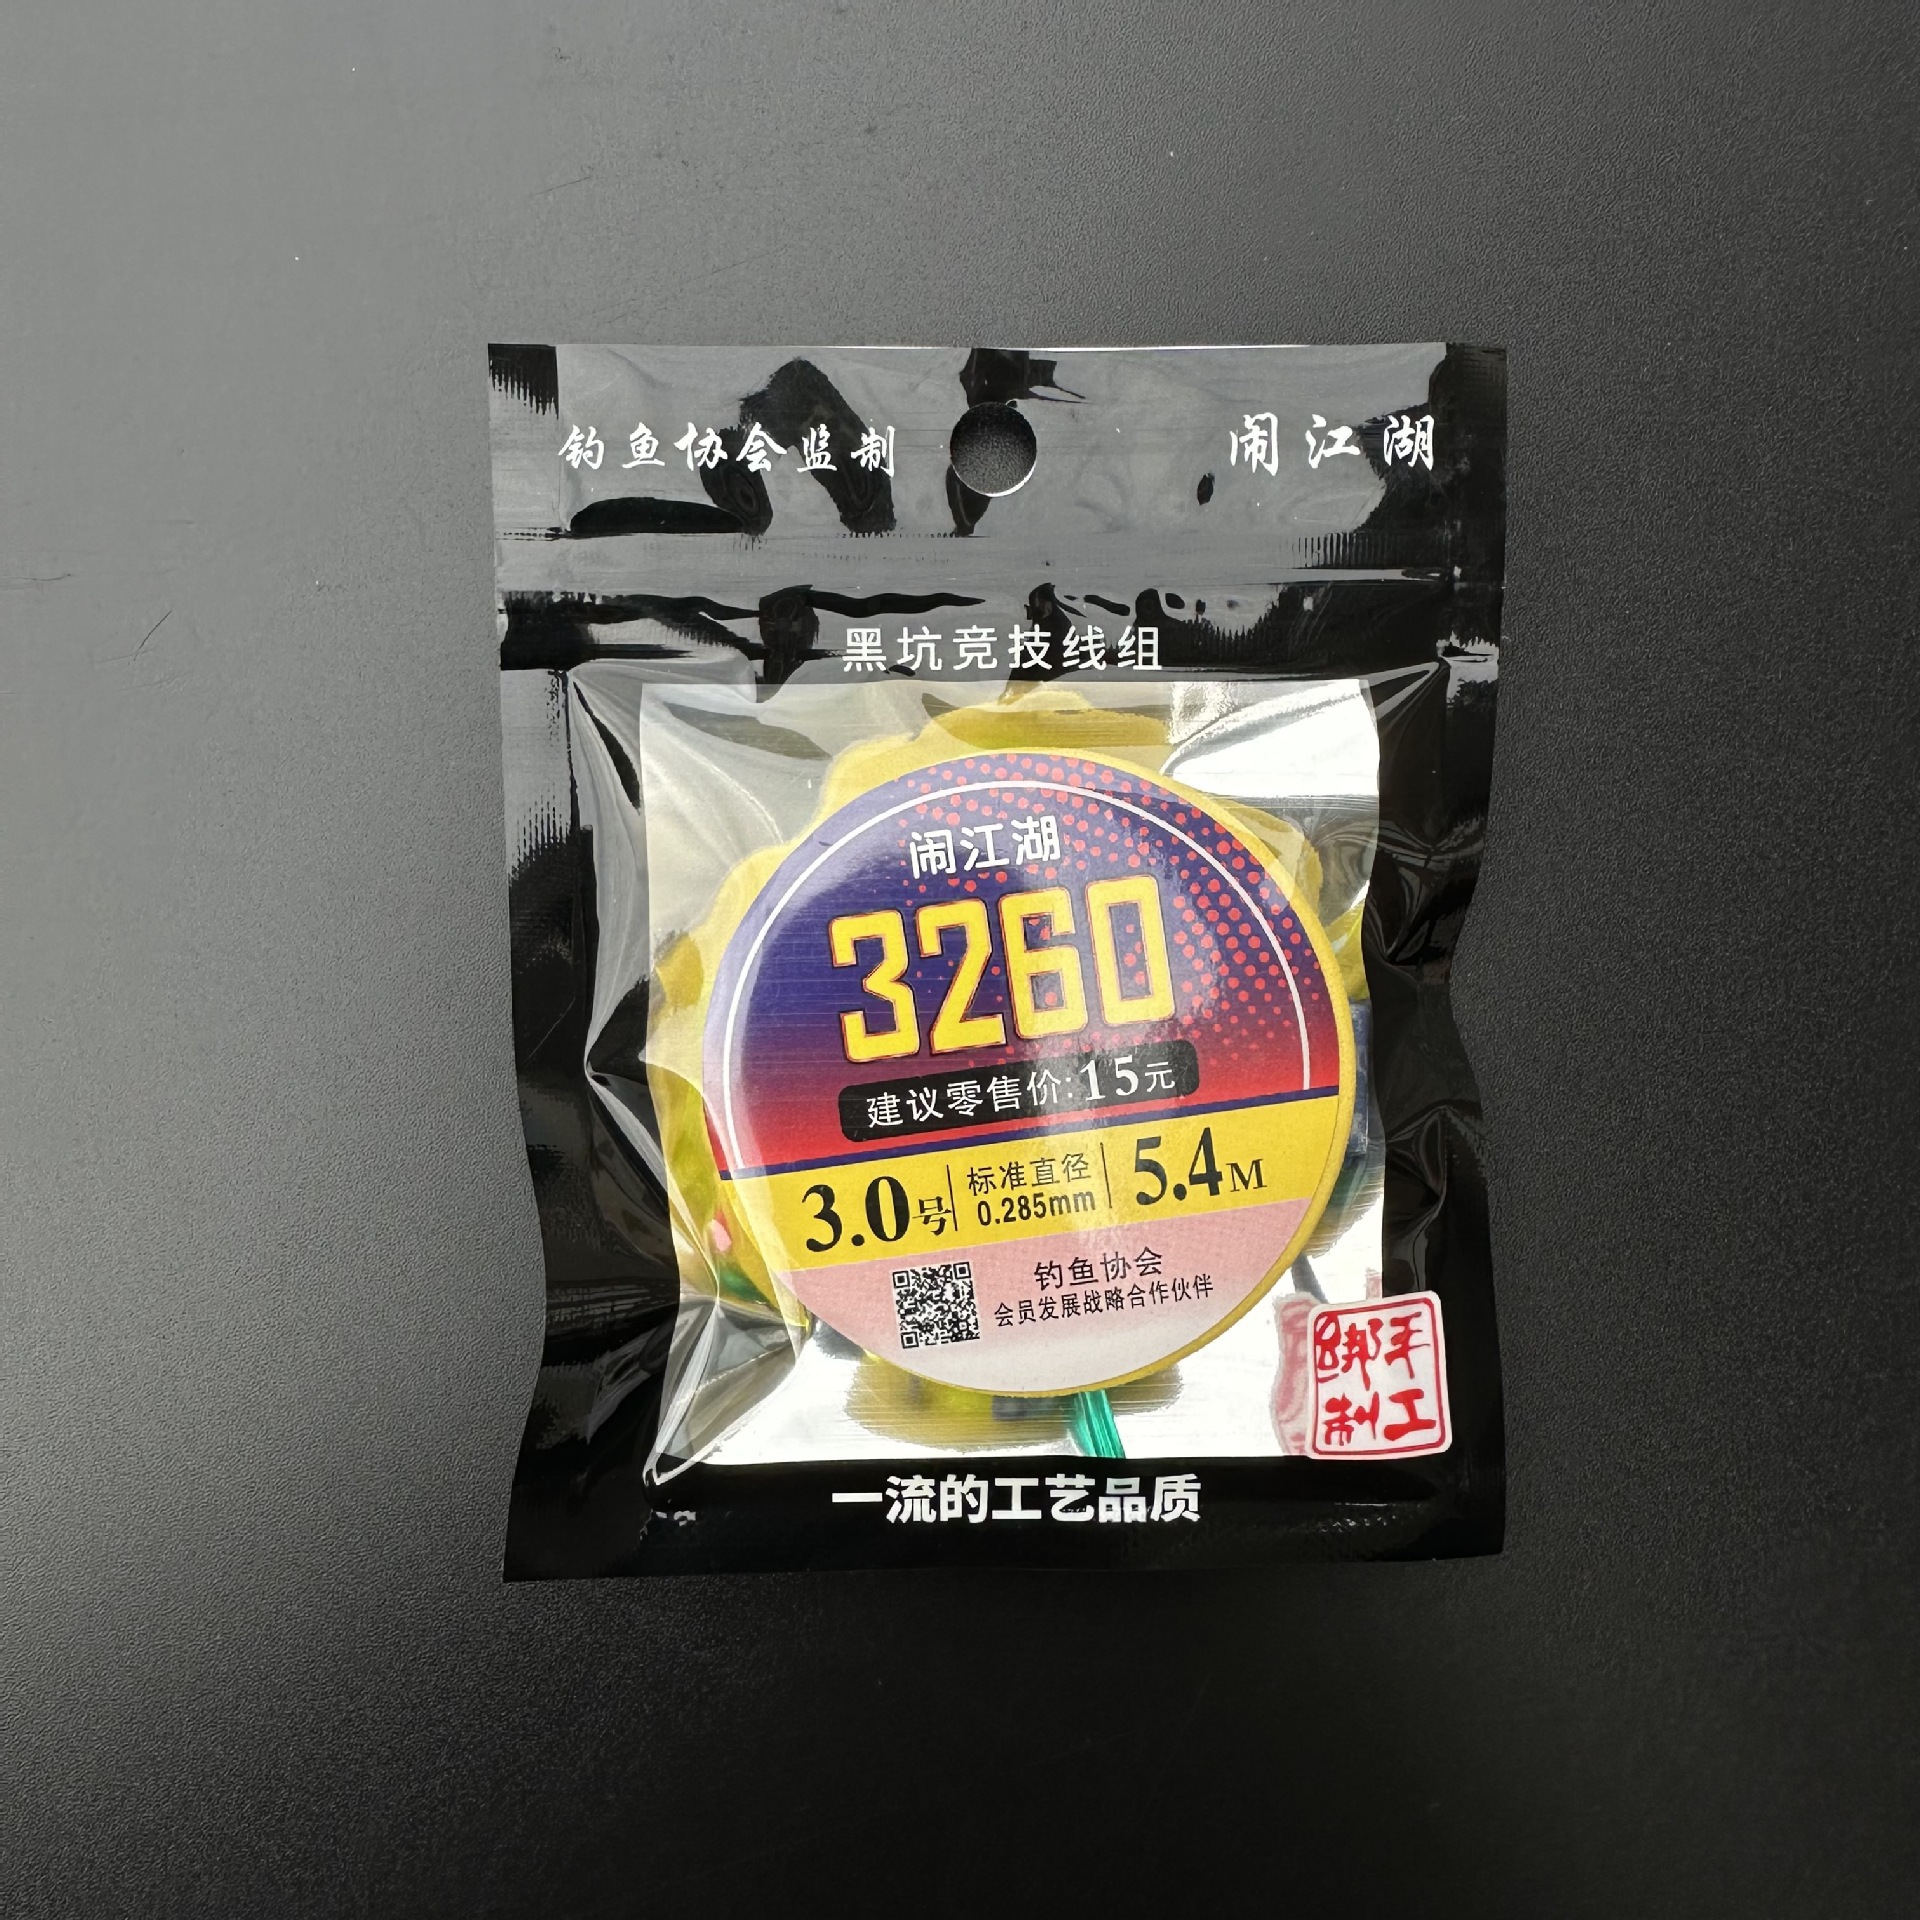 钓鱼协会监制
闹江湖
黑坑竞技线组
闹江湖
3260
建议零售价:15元
3.0号
标准直径
0.285mm
5.4M
钓鱼协会
会员发展战略合作伙伴
手工
绑制
一流的工艺品质